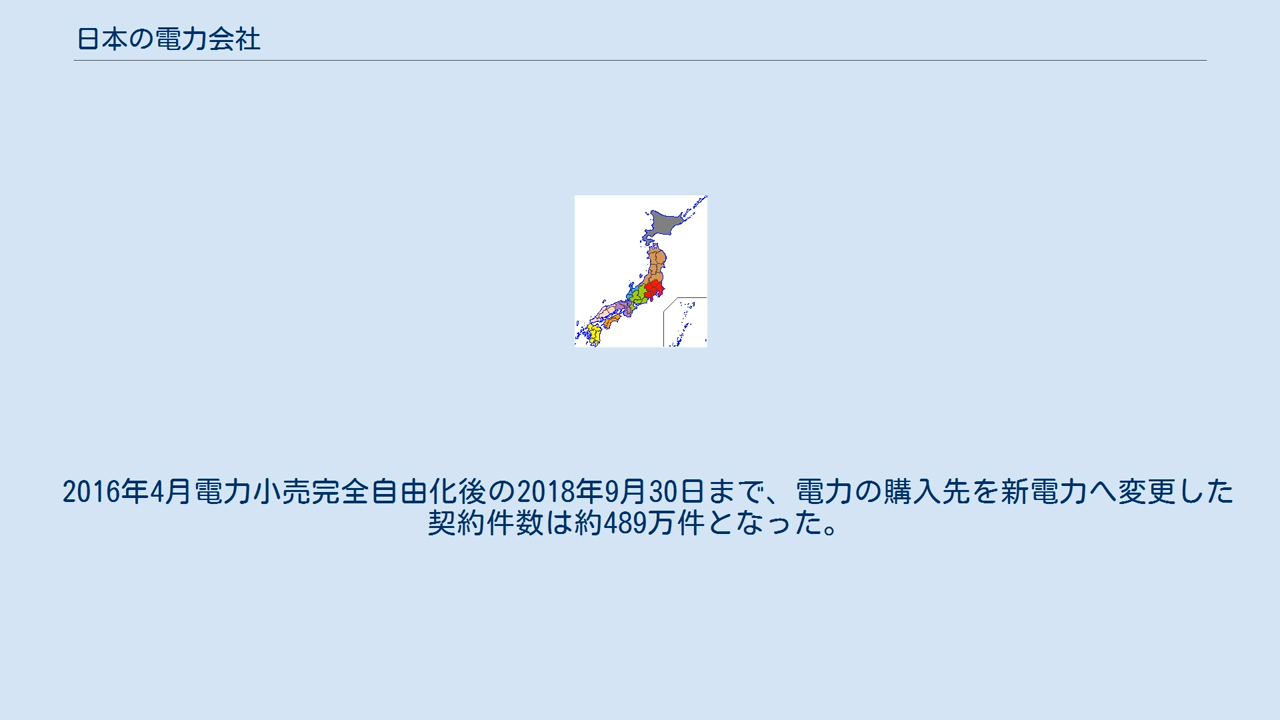 日本の電力会社
2016年4月電力小売完全自由化後の2018年9月30日まで、電力の購入先を新電力へ変更した
契約件数は約489万件となった。